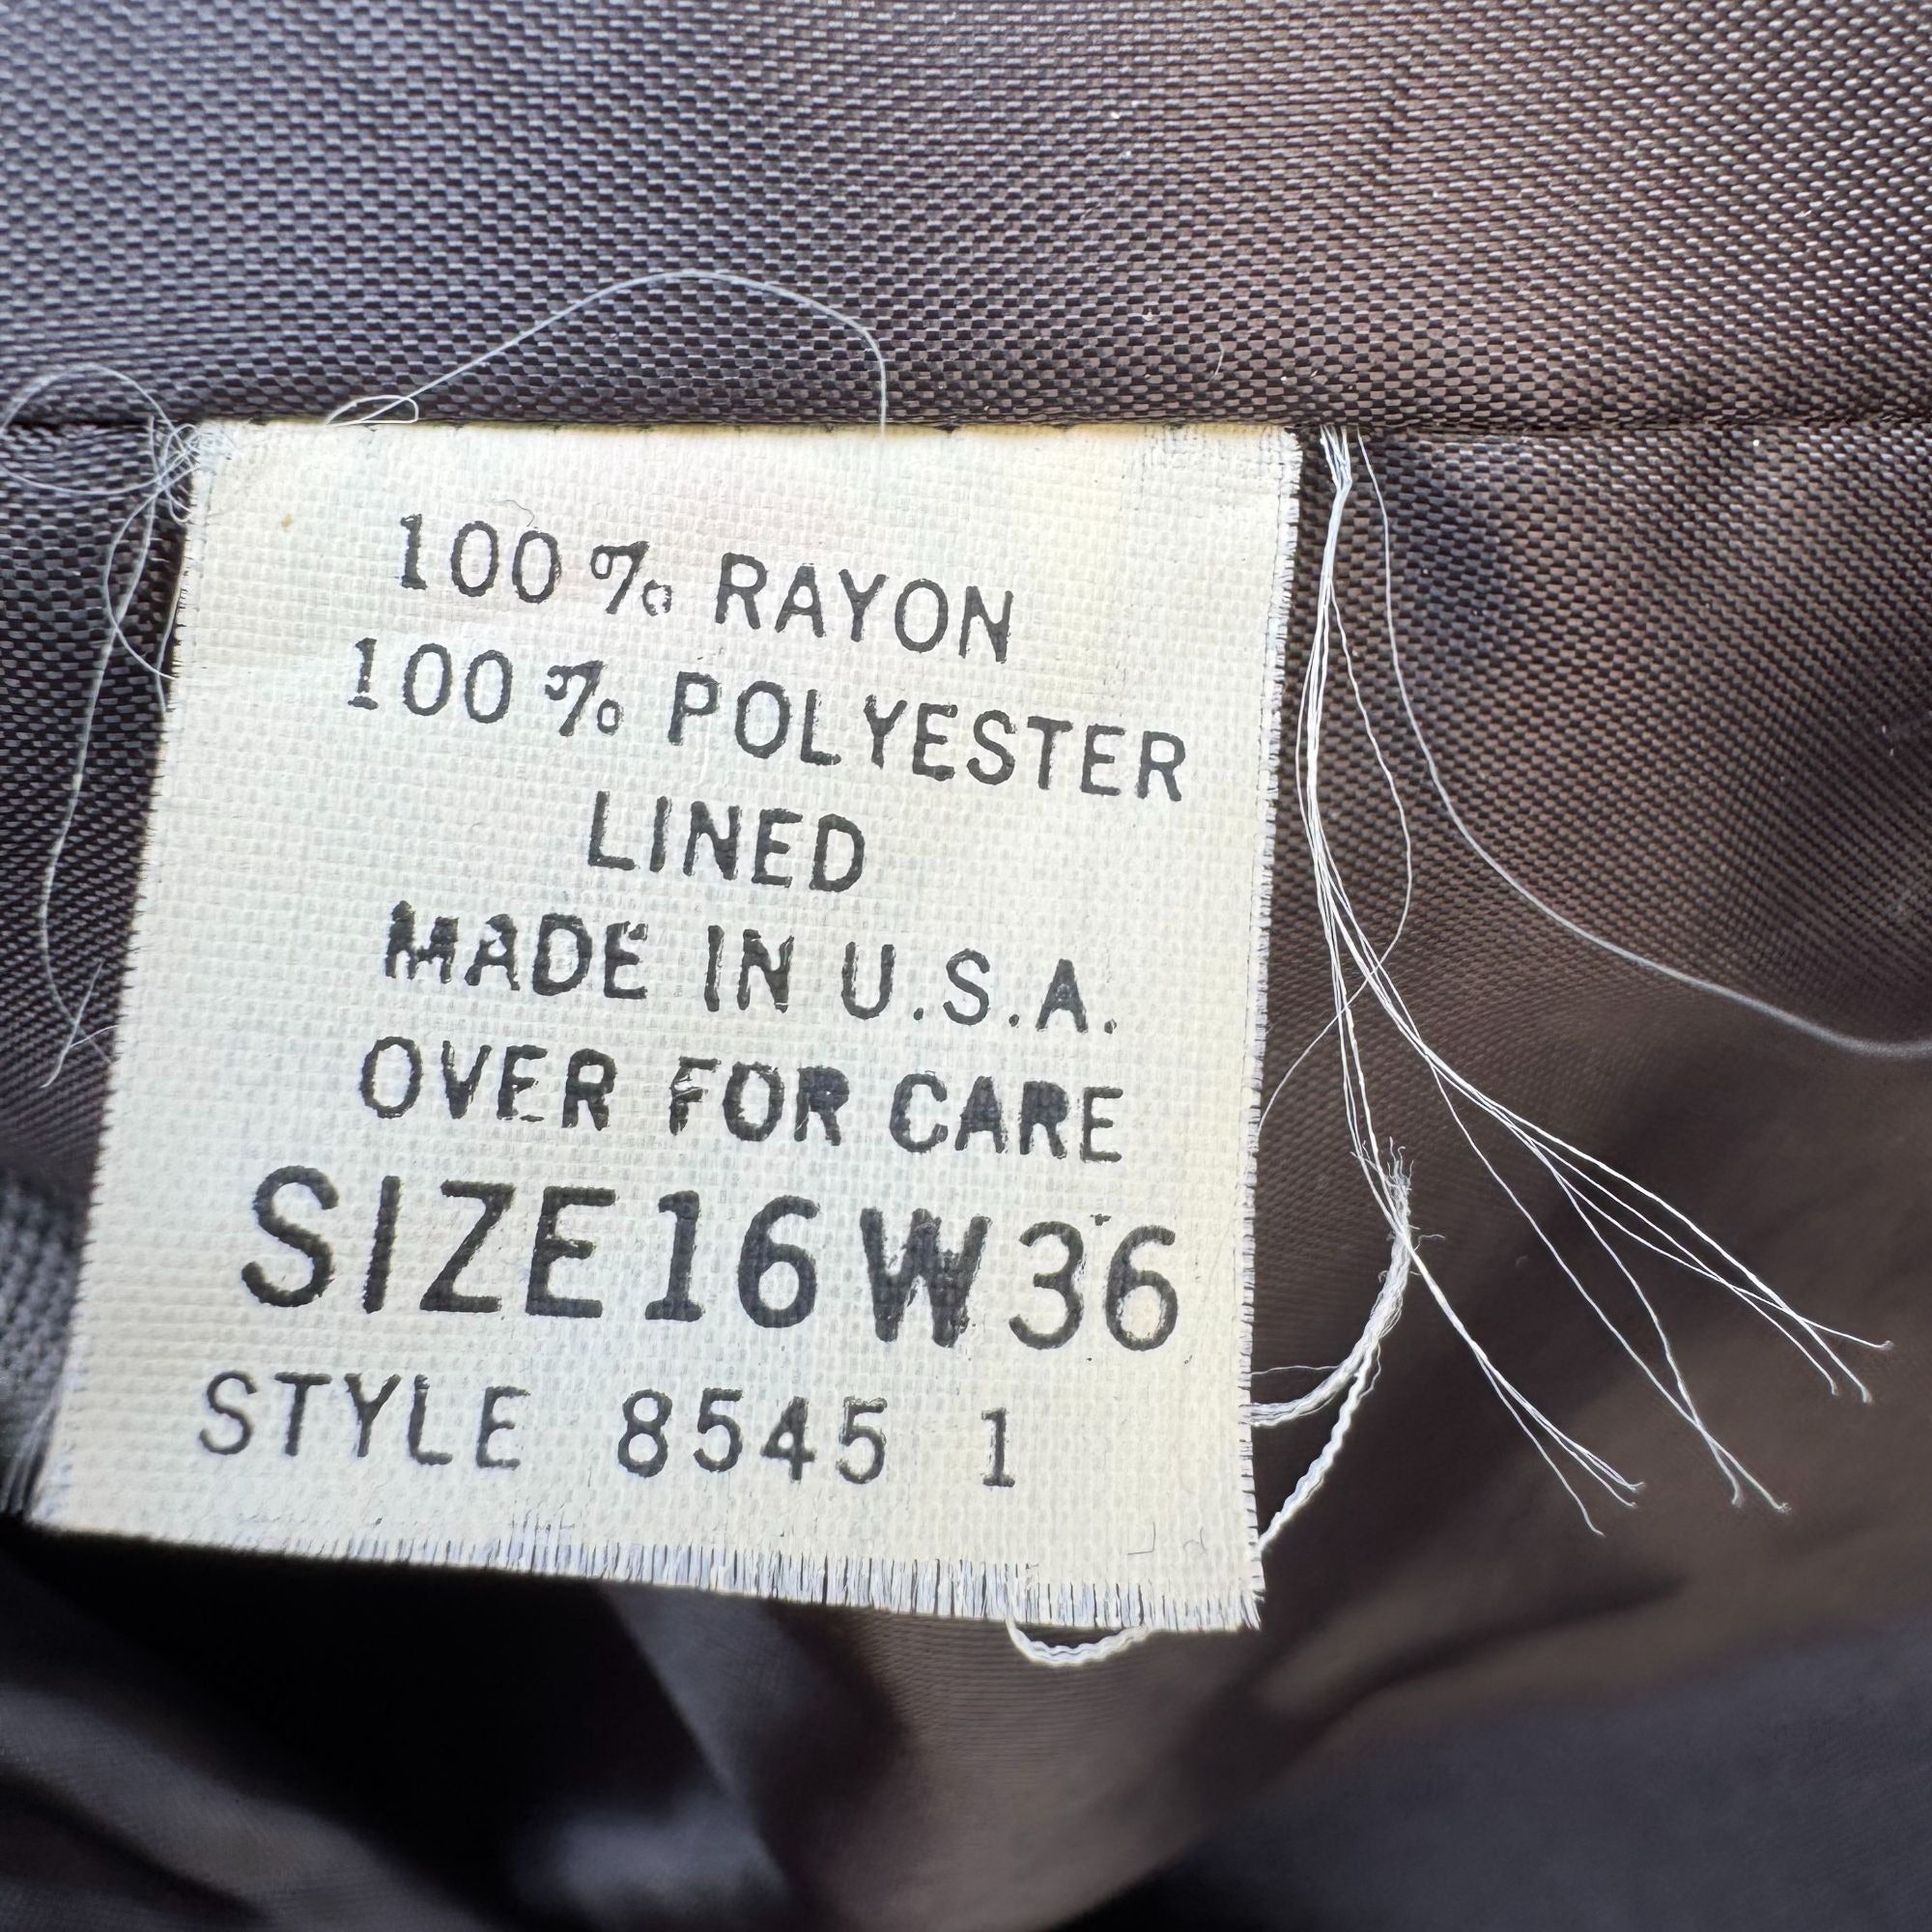 100% RAYON
100% POLYESTER
LINED
MADE IN U.S.A.
OVER FOR CARE
SIZE 16W 36
STYLE 8545 1